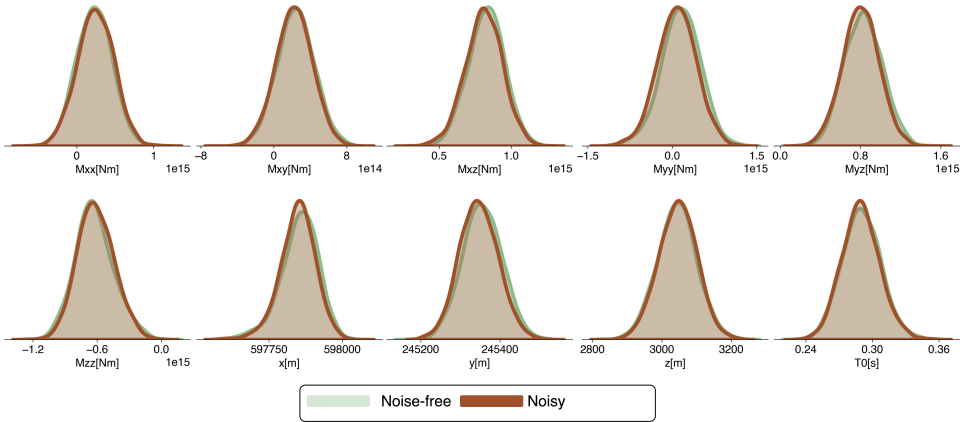 0 1
Mxx[Nm] 1e15
−8 0 8
Mxy[Nm] 1e14
0.5 1.0
Mxz[Nm] 1e15
−1.5 0.0 1.5
Myy[Nm] 1e15
0.0 0.8 1.6
Myz[Nm] 1e15
−1.2 −0.6 0.0
Mzz[Nm] 1e15
597750 598000
x[m]
245200 245400
y[m]
2800 3000 3200
z[m]
0.24 0.30 0.36
T0[s]
Noise-free Noisy